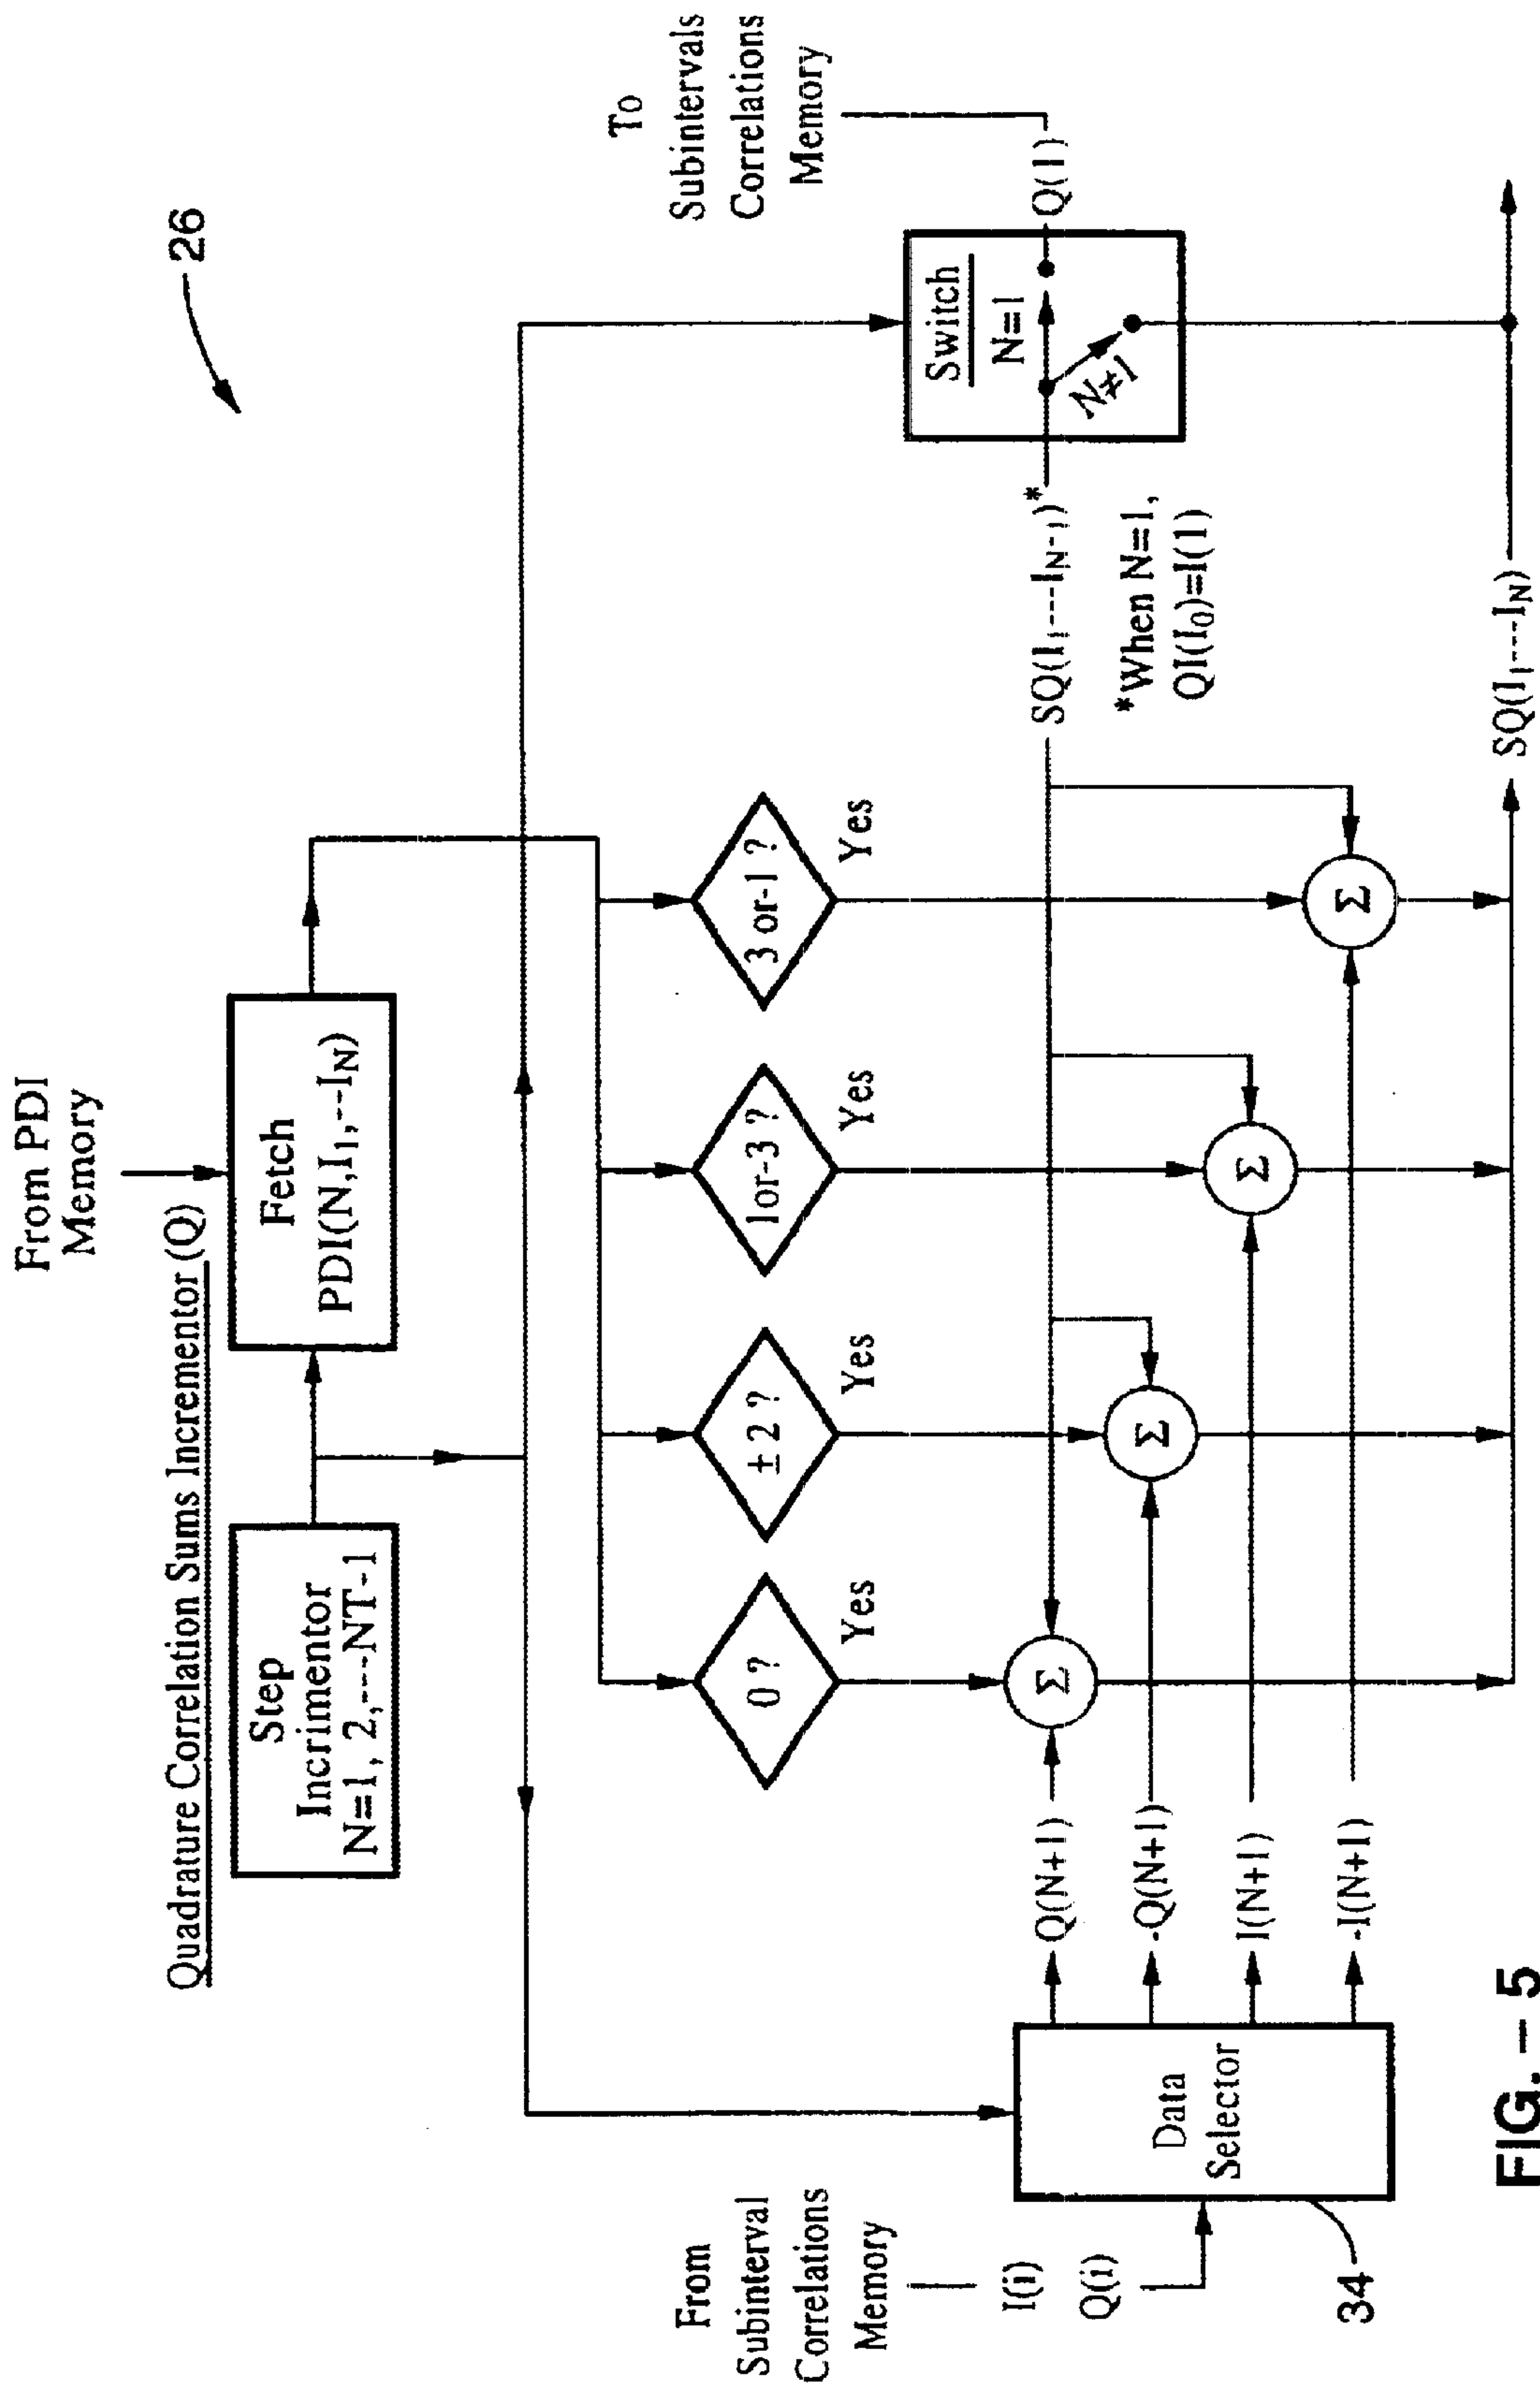 26
From PDI
Memory
Quadrature Correlation Sums Incrementor (Q)
Step
Incrimentor
N=1, 2,---NT-1
Fetch
PDI(N,I₁,--I_N)
To
Subintervals
Correlations
Memory
0 ?
Yes
± 2 ?
Yes
1or-3 ?
Yes
3 or-1 ?
Yes
Switch
N=1
N≠1
Q(1)
From
Subinterval
Correlations
Memory
I(i)
Q(i)
Data
Selector
34
Q(N+1)
-Q(N+1)
I(N+1)
-I(N+1)
Σ
Σ
Σ
Σ
SQ(I₁---I_N-1)*
*When N=1,
QI(I₀)=I(1)
SQ(I₁---I_N)
FIG. – 5